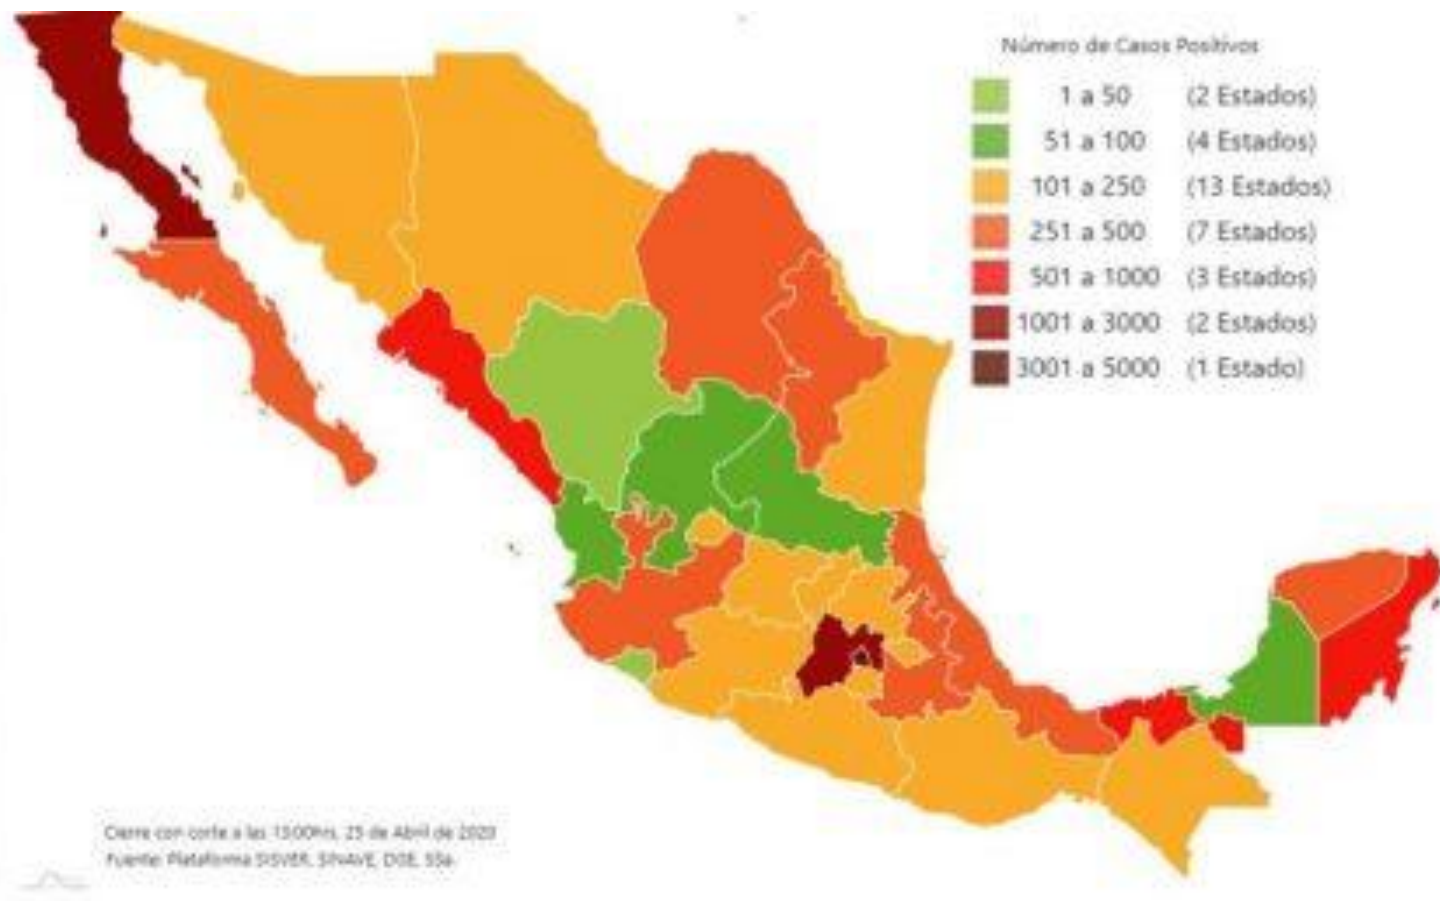 Número de Casos Positivos
1 a 50 (2 Estados)
51 a 100 (4 Estados)
101 a 250 (13 Estados)
251 a 500 (7 Estados)
501 a 1000 (3 Estados)
1001 a 3000 (2 Estados)
3001 a 5000 (1 Estado)
Cierre con corte a las 13:00hrs, 25 de Abril de 2020
Fuente: Plataforma SISVER, SINAVE, DGE, SSa